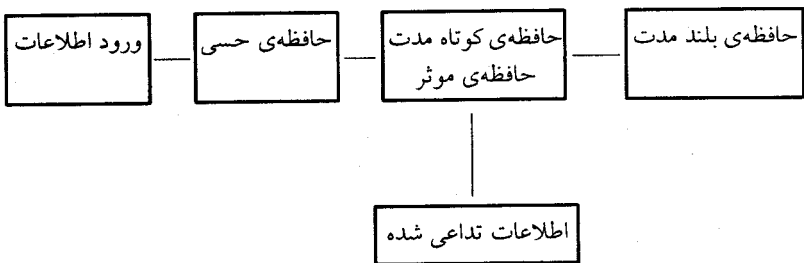 ورود اطلاعات
حافظه‌ی حسی
حافظه‌ی کوتاه مدت
حافظه‌ی موثر
حافظه‌ی بلند مدت
اطلاعات تداعی شده